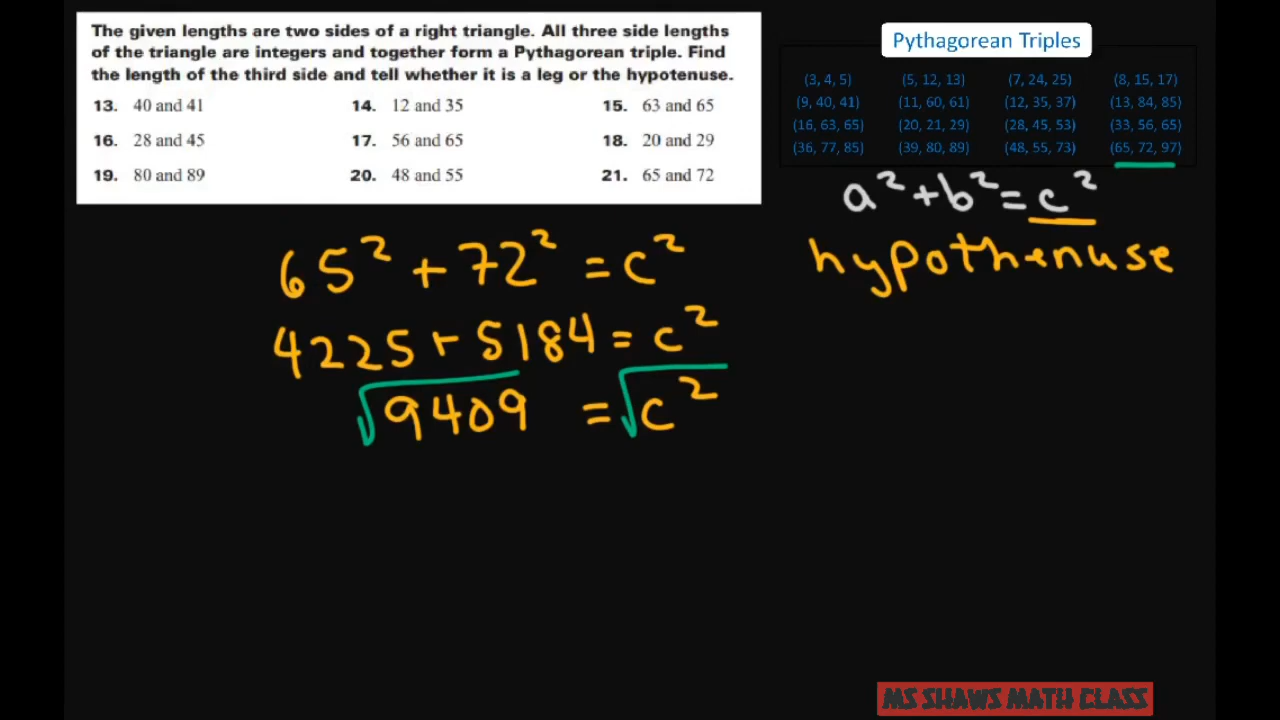 The given lengths are two sides of a right triangle. All three side lengths
of the triangle are integers and together form a Pythagorean triple. Find
the length of the third side and tell whether it is a leg or the hypotenuse.
13. 40 and 41 14. 12 and 35 15. 63 and 65
16. 28 and 45 17. 56 and 65 18. 20 and 29
19. 80 and 89 20. 48 and 55 21. 65 and 72
Pythagorean Triples
(3, 4, 5) (5, 12, 13) (7, 24, 25) (8, 15, 17)
(9, 40, 41) (11, 60, 61) (12, 35, 37) (13, 84, 85)
(16, 63, 65) (20, 21, 29) (28, 45, 53) (33, 56, 65)
(36, 77, 85) (39, 80, 89) (48, 55, 73) (65, 72, 97)
a² + b² = c²
hypothenuse
65² + 72² = c²
4225 + 5184 = c²
√9409 = √c²
MS SHAWS MATH CLASS